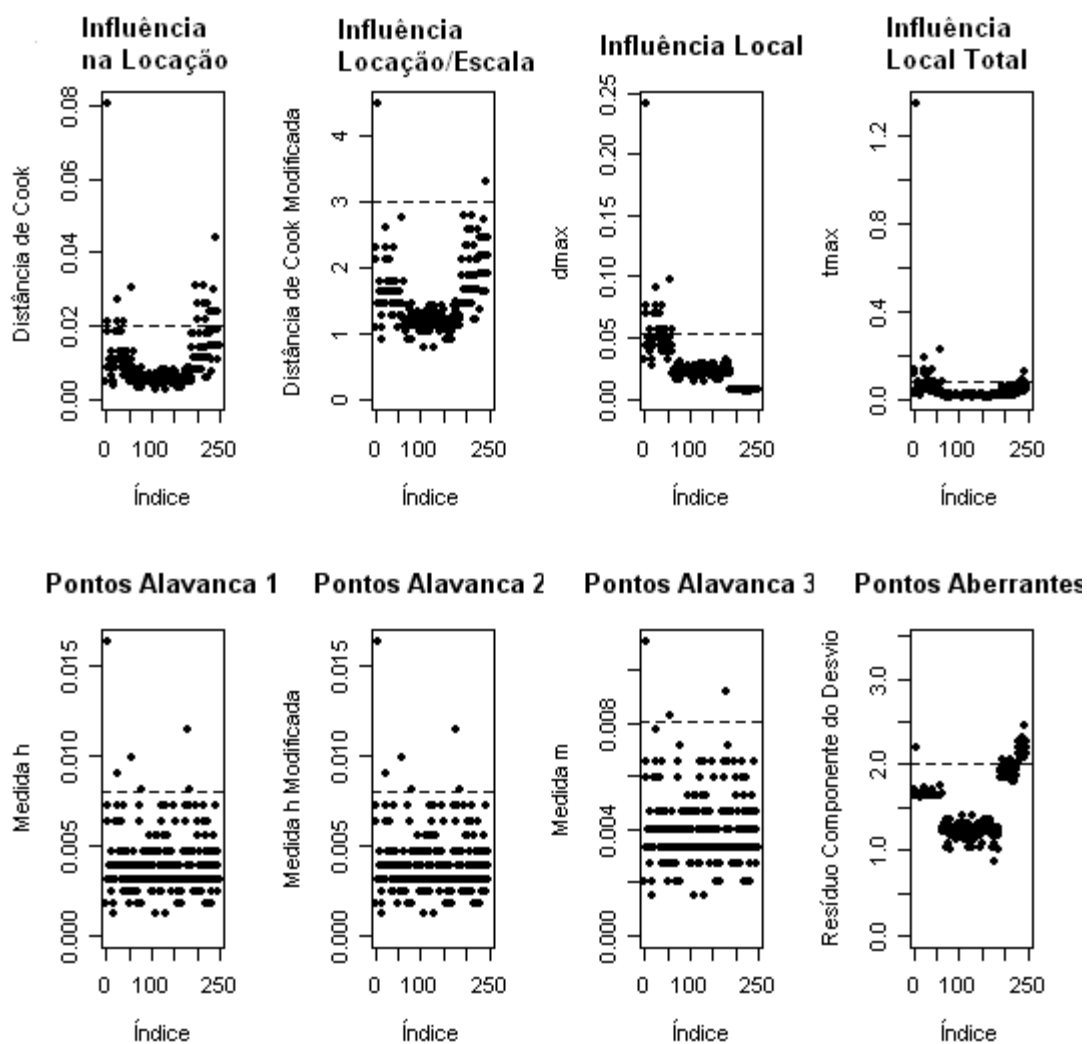 Influência
na Locação
Distância de Cook
0.00 0.02 0.04 0.06 0.08
0 100 250
Índice
Influência
Locação/Escala
Distância de Cook Modificada
0 1 2 3 4
0 100 250
Índice
Influência Local
dmax
0.00 0.05 0.10 0.15 0.20 0.25
0 100 250
Índice
Influência
Local Total
tmax
0.0 0.4 0.8 1.2
0 100 250
Índice
Pontos Alavanca 1
Medida h
0.000 0.005 0.010 0.015
0 100 250
Índice
Pontos Alavanca 2
Medida h Modificada
0.000 0.005 0.010 0.015
0 100 250
Índice
Pontos Alavanca 3
Medida m
0.000 0.004 0.008
0 100 250
Índice
Pontos Aberrantes
Resíduo Componente do Desvio
0.0 1.0 2.0 3.0
0 100 250
Índice